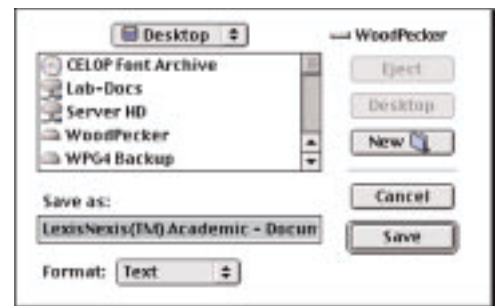 Desktop
WoodPecker
CELOP Font Archive
Lab-Docs
Server HD
WoodPecker
WPG4 Backup
Eject
Desktop
New
Cancel
Save as:
LexisNexis(TM) Academic - Docum
Save
Format: Text